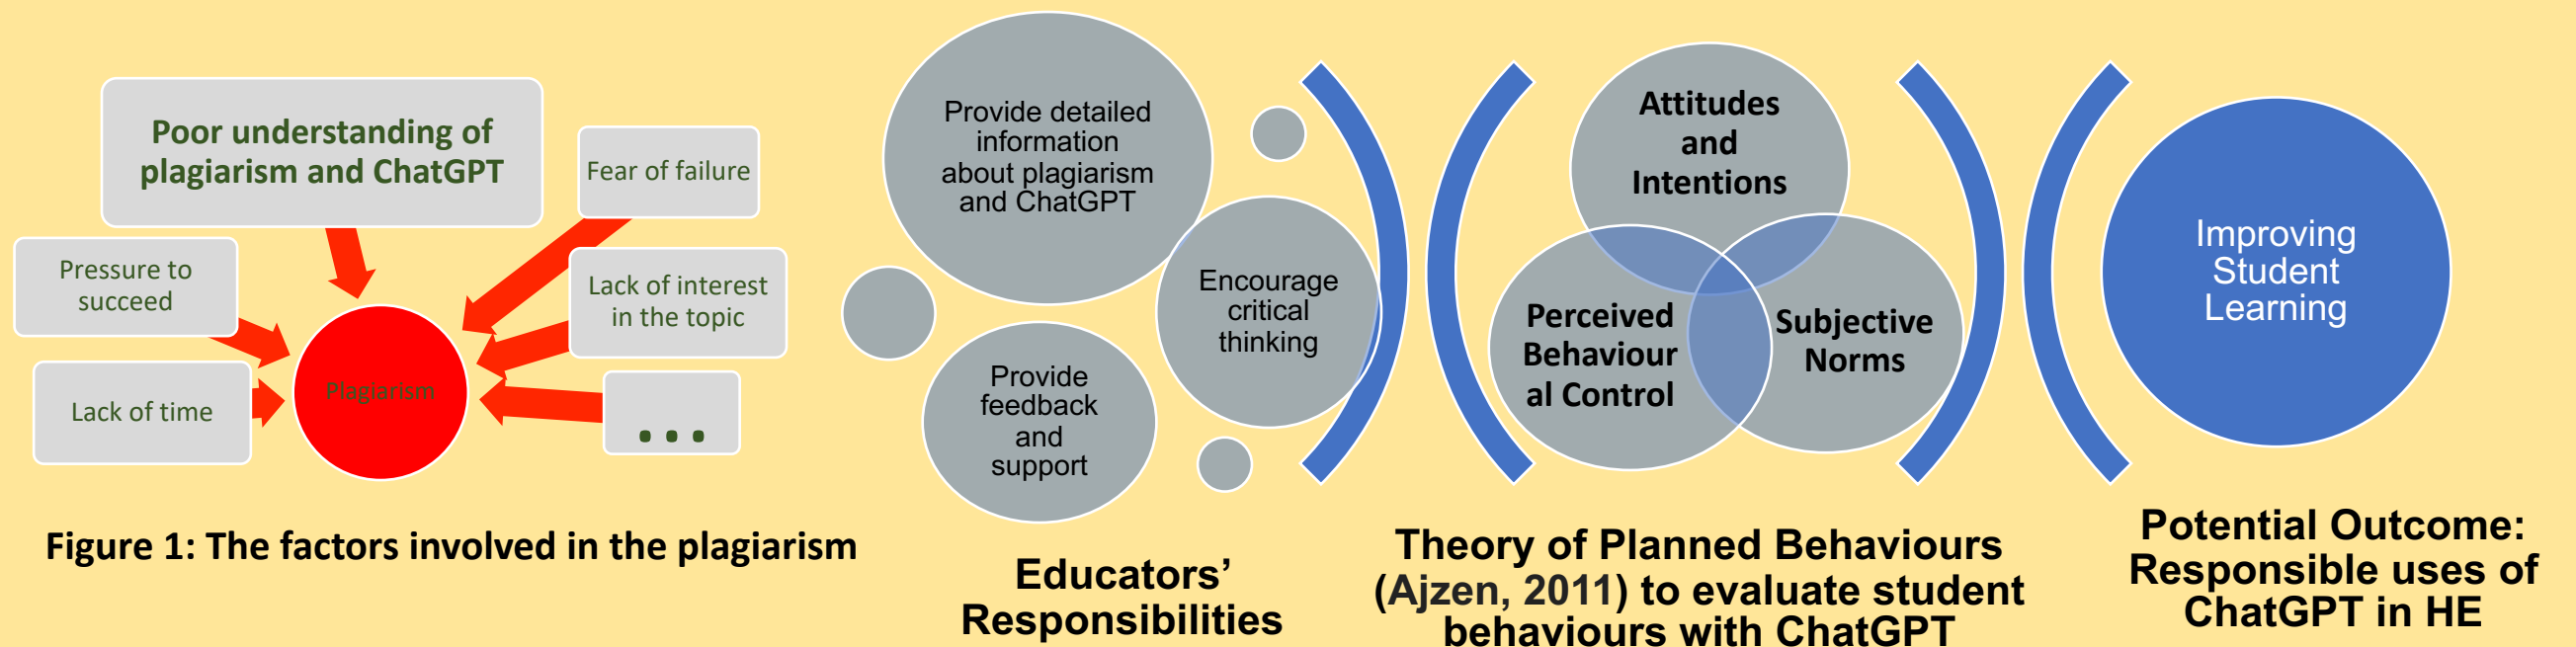 Poor understanding of
plagiarism and ChatGPT
Fear of failure
Pressure to
succeed
Lack of interest
in the topic
Lack of time
Plagiarism
...
Figure 1: The factors involved in the plagiarism
Provide detailed
information
about plagiarism
and ChatGPT
Encourage
critical
thinking
Provide
feedback
and
support
Educators’
Responsibilities
Attitudes
and
Intentions
Perceived
Behaviour
al Control
Subjective
Norms
Theory of Planned Behaviours
(Ajzen, 2011) to evaluate student
behaviours with ChatGPT
Improving
Student
Learning
Potential Outcome:
Responsible uses of
ChatGPT in HE